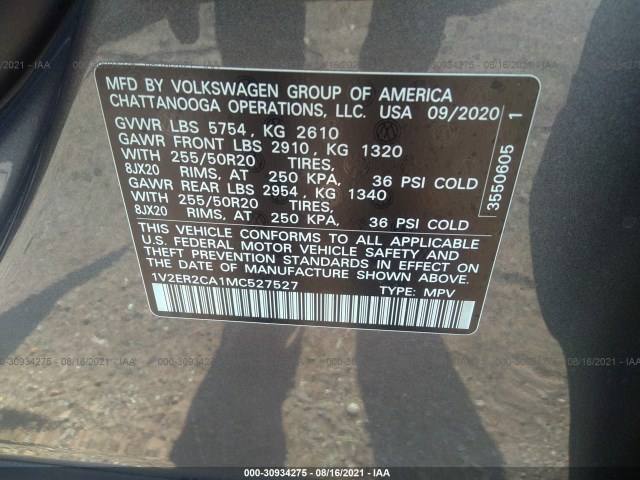 MFD BY VOLKSWAGEN GROUP OF AMERICA
CHATTANOOGA OPERATIONS, LLC. USA 09/2020
GVWR LBS 5754 , KG 2610
GAWR FRONT LBS 2910 , KG 1320
WITH 255/50R20 TIRES,
8JX20 RIMS, AT 250 KPA, 36 PSI COLD
GAWR REAR LBS 2954 , KG 1340
WITH 255/50R20 TIRES,
8JX20 RIMS, AT 250 KPA, 36 PSI COLD
THIS VEHICLE CONFORMS TO ALL APPLICABLE
U.S. FEDERAL MOTOR VEHICLE SAFETY AND
THEFT PREVENTION STANDARDS IN EFFECT ON
THE DATE OF MANUFACTURE SHOWN ABOVE.
1V2ER2CA1MC527527 TYPE: MPV
3550605 1
000-30934275 - 08/16/2021 - IAA